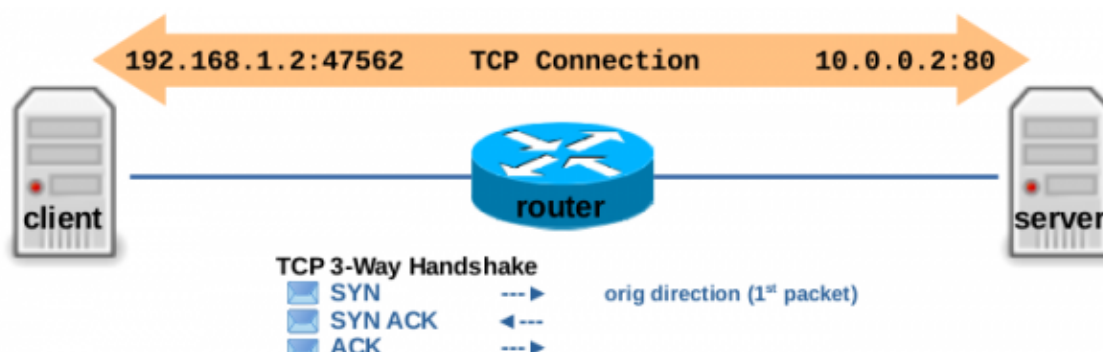 192.168.1.2:47562 TCP Connection 10.0.0.2:80
client
router
server
TCP 3-Way Handshake
SYN ---► orig direction (1st packet)
SYN ACK ◄---
ACK ---►